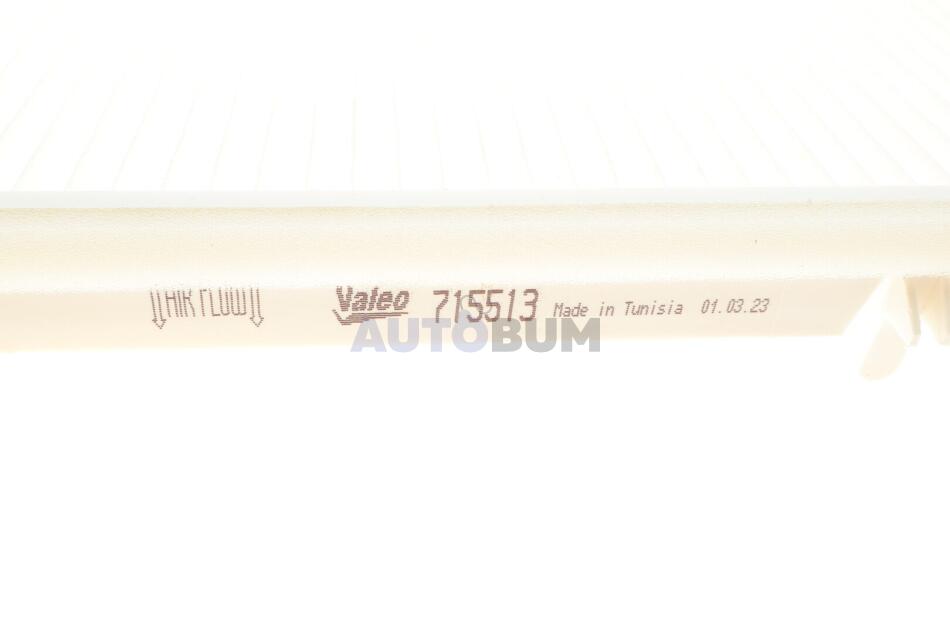 AIR FLOW Valeo 715513 Made in Tunisia 01.03.23
AUTOBUM